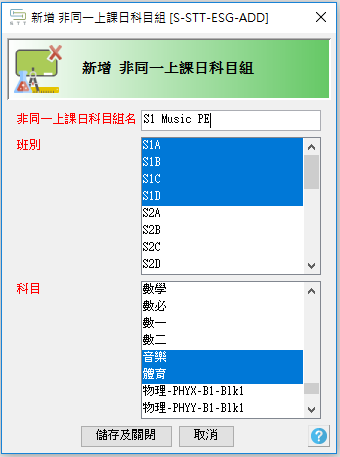 新增 非同一上課日科目組 [S-STT-ESG-ADD]
新增 非同一上課日科目組
非同一上課日科目組名 S1 Music PE
班別
S1A
S1B
S1C
S1D
S2A
S2B
S2C
S2D
科目
數學
數必
數一
數二
音樂
體育
物理-PHYX-B1-Blk1
物理-PHYY-B1-Blk1
儲存及關閉 取消 ?